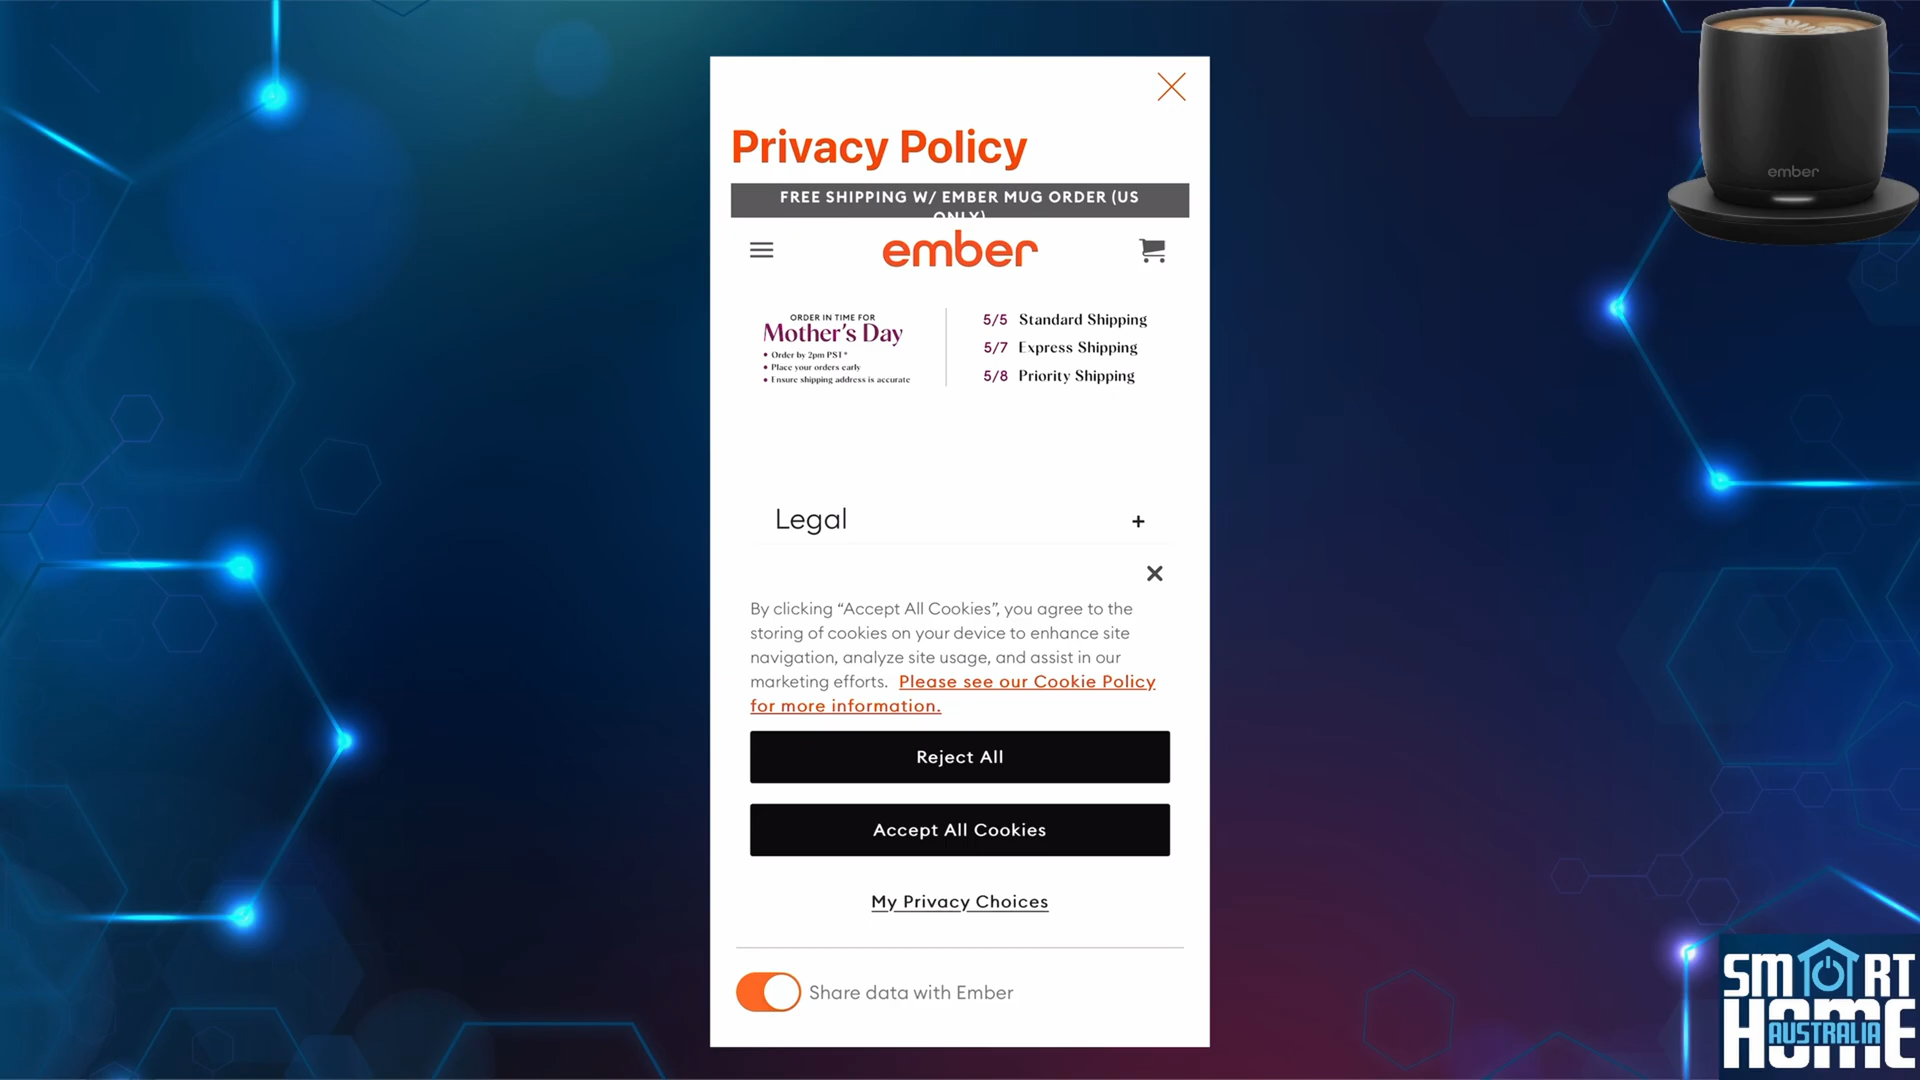 Privacy Policy
FREE SHIPPING W/ EMBER MUG ORDER (US
ONLY)
ember
ORDER IN TIME FOR
Mother's Day
• Order by 2pm PST*
• Place your orders early
• Ensure shipping address is accurate
5/5 Standard Shipping
5/7 Express Shipping
5/8 Priority Shipping
Legal +
By clicking “Accept All Cookies”, you agree to the
storing of cookies on your device to enhance site
navigation, analyze site usage, and assist in our
marketing efforts. Please see our Cookie Policy
for more information.
Reject All
Accept All Cookies
My Privacy Choices
Share data with Ember
ember
SMART
HOME
AUSTRALIA